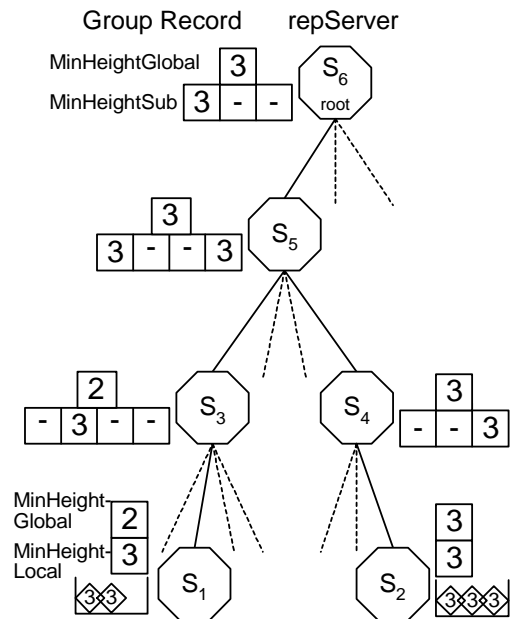 Group Record repServer
MinHeightGlobal 3 S6
MinHeightSub 3 - - root
3 S5
3 - - 3
2 S3 S4 3
- 3 - - - - 3
MinHeight-
Global 2 3
MinHeight-
Local 3 S1 S2 3
3 3 3 3 3